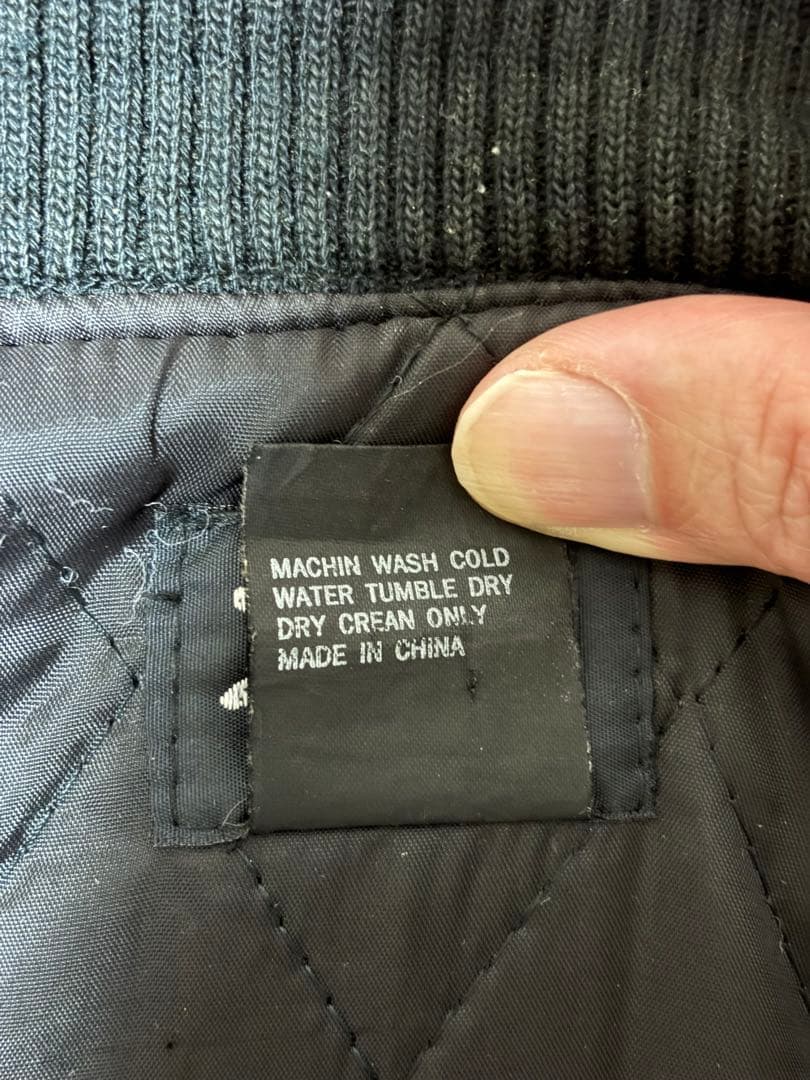 MACHIN WASH COLD
WATER TUMBLE DRY
DRY CREAN ONLY
MADE IN CHINA